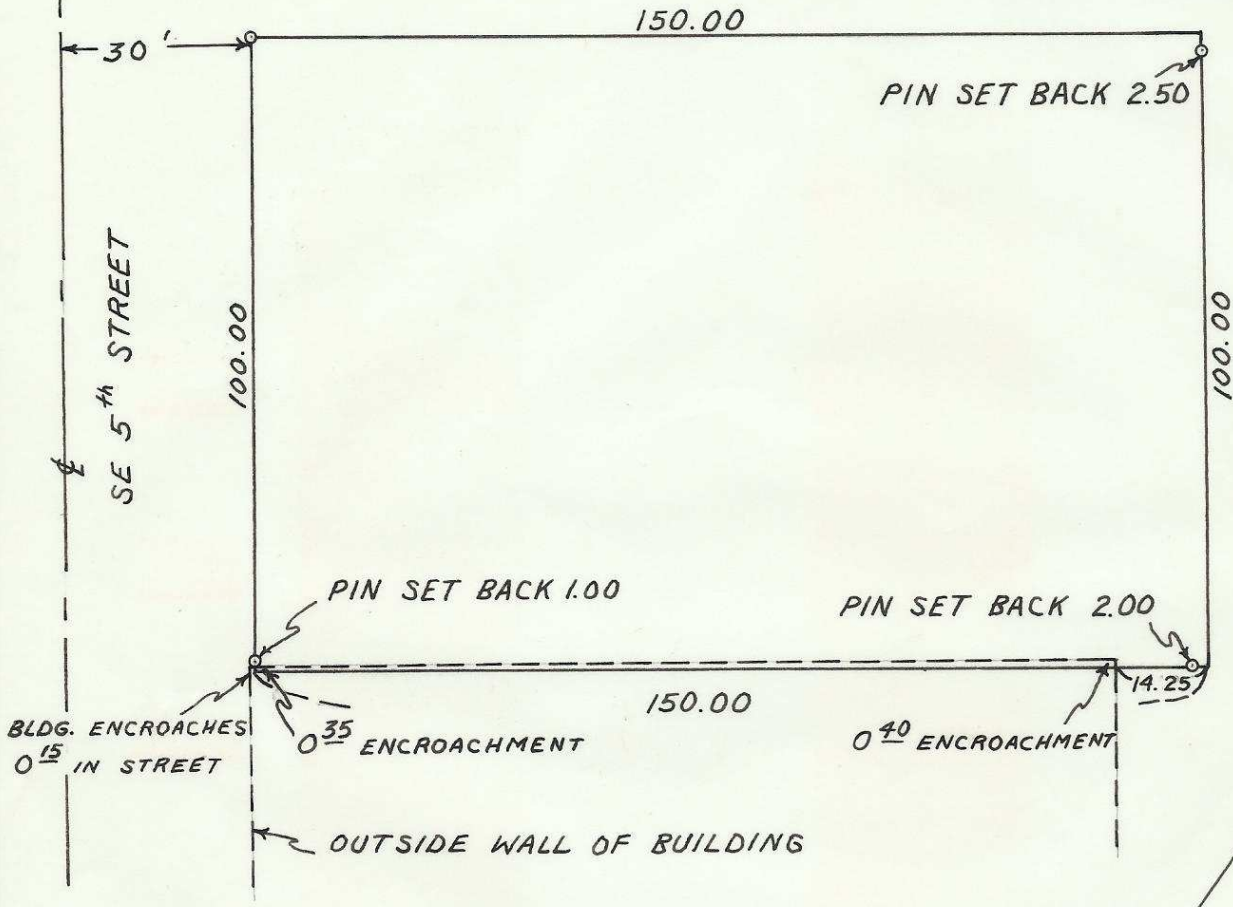 150.00
30'
PIN SET BACK 2.50
SE 5th STREET
100.00
100.00
℄
PIN SET BACK 1.00
PIN SET BACK 2.00
14.25
150.00
BLDG. ENCROACHES
0 15 IN STREET
0 35 ENCROACHMENT
0 40 ENCROACHMENT
OUTSIDE WALL OF BUILDING